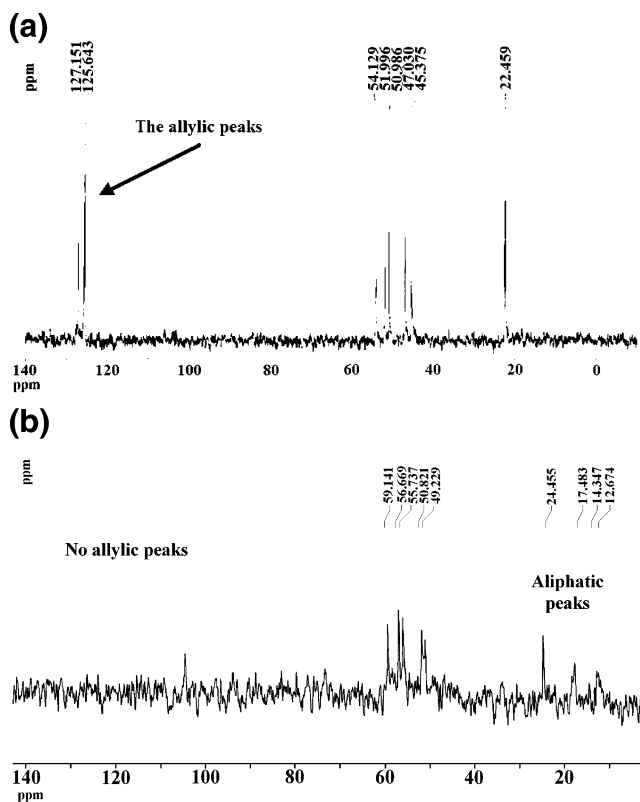 (a)
ppm
127.151
125.643
54.129
51.996
50.986
47.030
45.375
22.459
The allylic peaks
140 120 100 80 60 40 20 0
ppm
(b)
ppm
59.141
56.669
55.737
50.821
49.229
24.455
17.483
14.347
12.674
No allylic peaks
Aliphatic
peaks
140 120 100 80 60 40 20
ppm